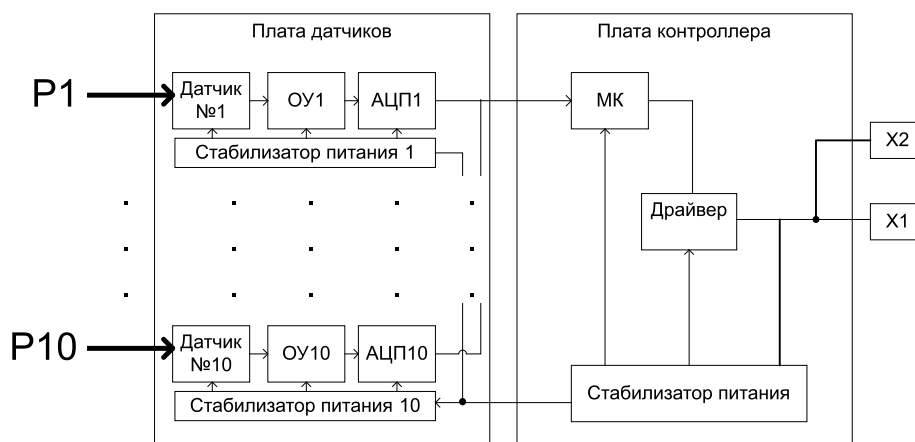 Плата датчиков
Плата контроллера
P1
Датчик
№1
ОУ1
АЦП1
МК
Стабилизатор питания 1
X2
Драйвер
X1
P10
Датчик
№10
ОУ10
АЦП10
Стабилизатор питания 10
Стабилизатор питания